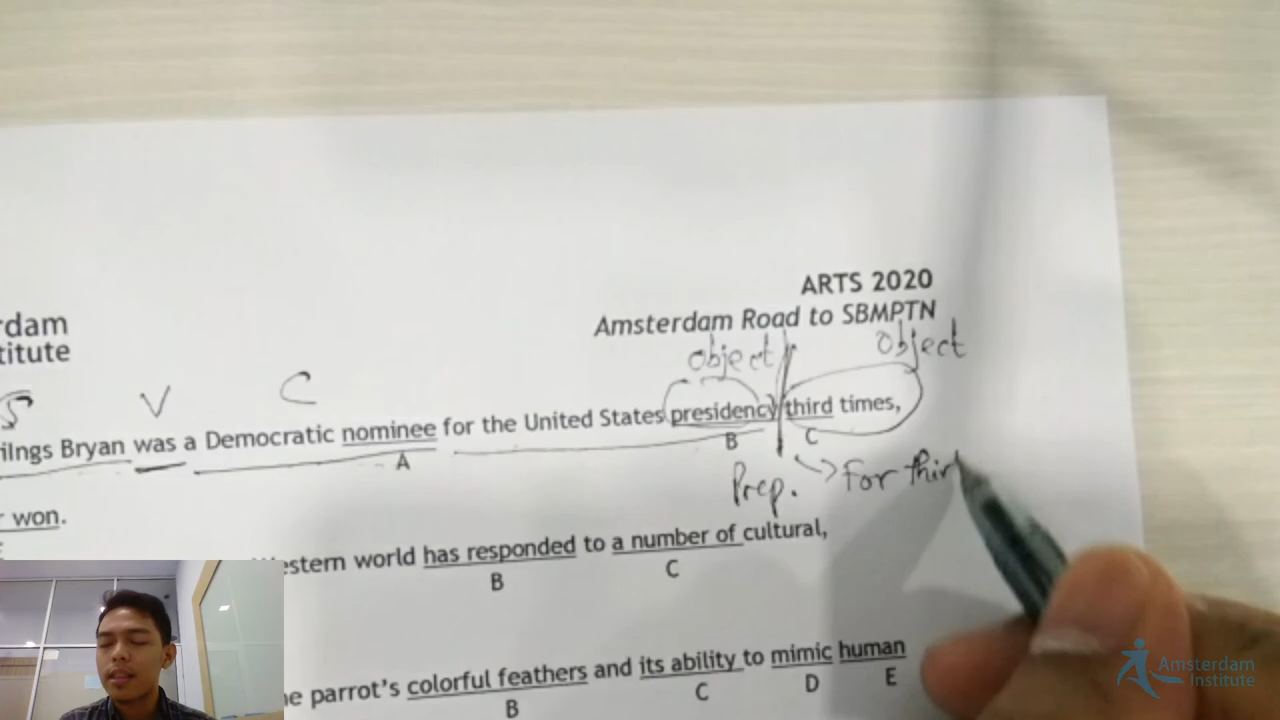 ARTS 2020
rdam
Amsterdam Road to SBMPTN
titute
object object
S V C
ilngs Bryan was a Democratic nominee for the United States presidency third times,
A B C
Prep. For thir
r won.
estern world has responded to a number of cultural,
B C
ne parrot's colorful feathers and its ability to mimic human
B C D E
Amsterdam
Institute